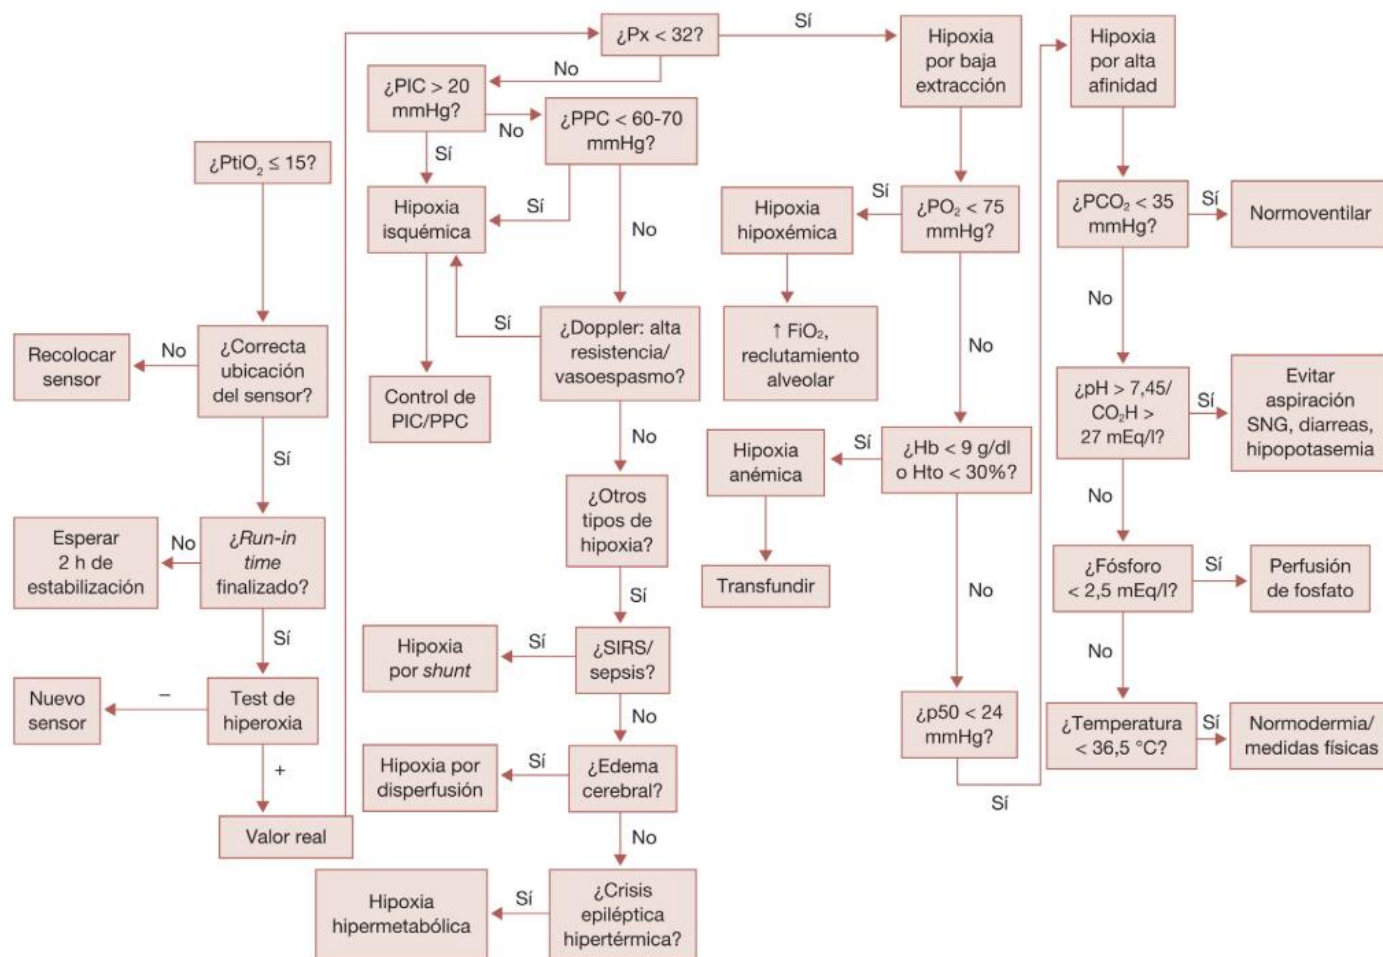 ¿PtiO₂ ≤ 15?
¿Correcta
ubicación
del sensor?
No
Recolocar
sensor
Sí
¿Run-in
time
finalizado?
No
Esperar
2 h de
estabilización
Sí
Test de
hiperoxia
–
Nuevo
sensor
+
Valor real
¿Px < 32?
No
¿PIC > 20
mmHg?
No
¿PPC < 60-70
mmHg?
Sí
Sí
Hipoxia
isquémica
No
Control de
PIC/PPC
¿Doppler: alta
resistencia/
vasoespasmo?
Sí
No
¿Otros
tipos de
hipoxia?
Sí
¿SIRS/
sepsis?
Sí
Hipoxia
por shunt
No
¿Edema
cerebral?
Sí
Hipoxia por
disperfusión
No
¿Crisis
epiléptica
hipertérmica?
Sí
Hipoxia
hipermetabólica
Sí
Hipoxia
por baja
extracción
¿PO₂ < 75
mmHg?
Sí
Hipoxia
hipoxémica
↑ FiO₂,
reclutamiento
alveolar
No
¿Hb < 9 g/dl
o Hto < 30%?
Sí
Hipoxia
anémica
Transfundir
No
¿p50 < 24
mmHg?
Sí
Hipoxia
por alta
afinidad
¿PCO₂ < 35
mmHg?
Sí
Normoventilar
No
¿pH > 7,45/
CO₂H >
27 mEq/l?
Sí
Evitar
aspiración
SNG, diarreas,
hipopotasemia
No
¿Fósforo
< 2,5 mEq/l?
Sí
Perfusión
de fosfato
No
¿Temperatura
< 36,5 °C?
Sí
Normodermia/
medidas físicas